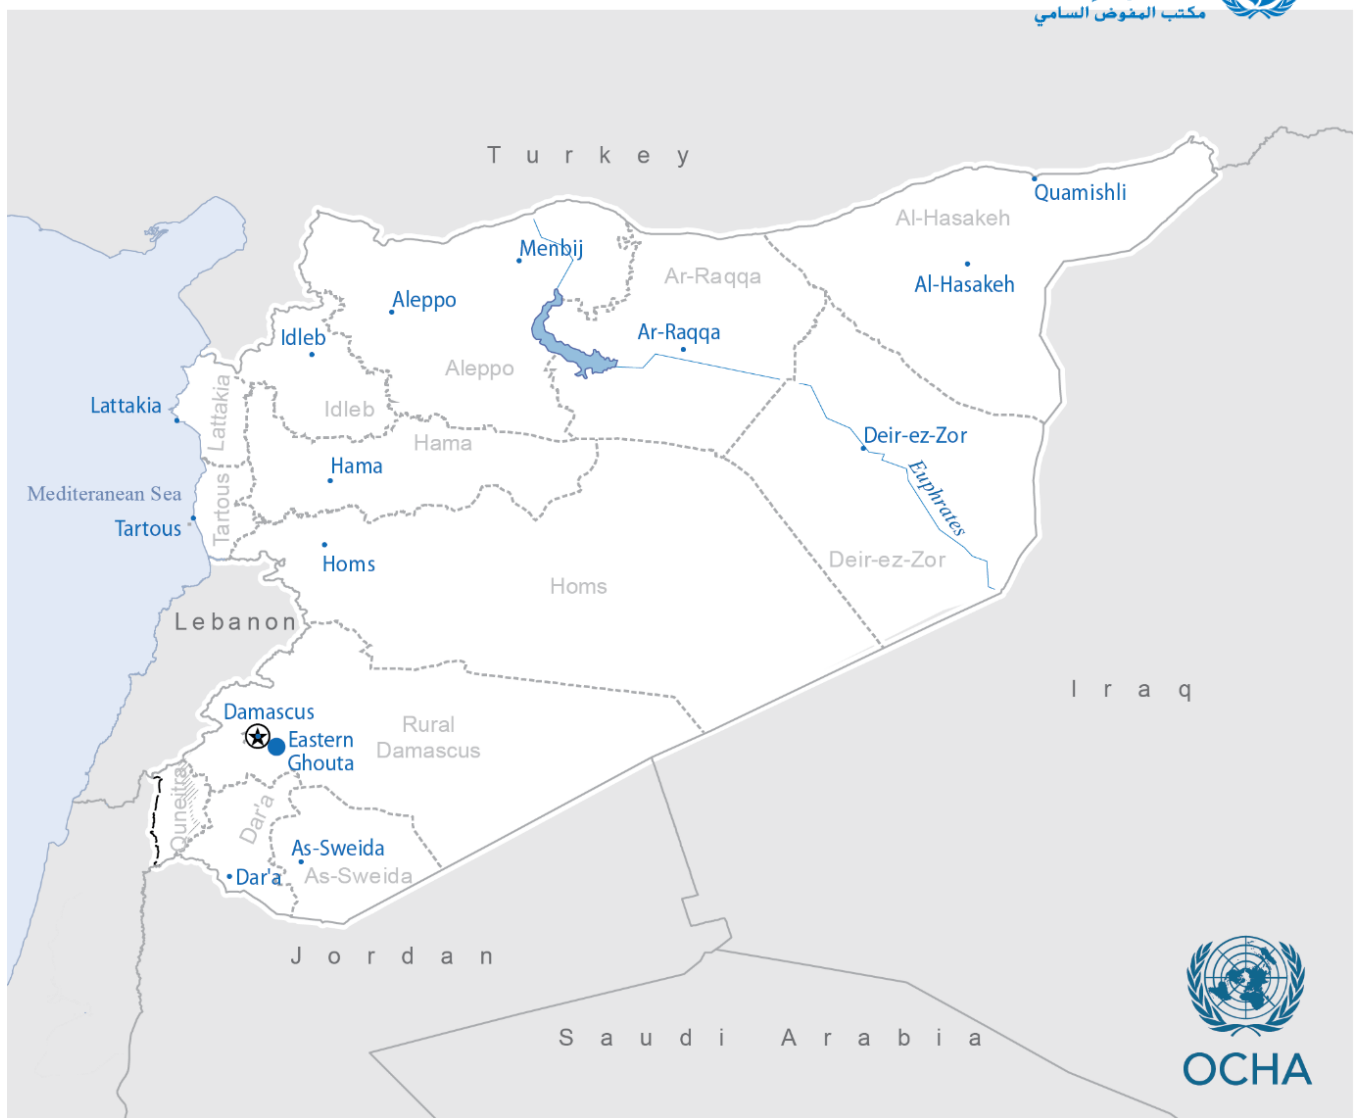 مكتب المفوض السامي
Turkey
Quamishli
Al-Hasakeh
Menbij
Ar-Raqqa
Al-Hasakeh
Aleppo
Ar-Raqqa
Idleb
Aleppo
Lattakia
Lattakia
Idleb
Deir-ez-Zor
Hama
Hama
Euphrates
Mediteranean Sea
Tartous
Tartous
Homs
Deir-ez-Zor
Homs
Lebanon
Iraq
Damascus
Rural
Damascus
Eastern
Ghouta
Quneitra
Dar'a
As-Sweida
As-Sweida
Dar'a
Jordan
Saudi Arabia
OCHA